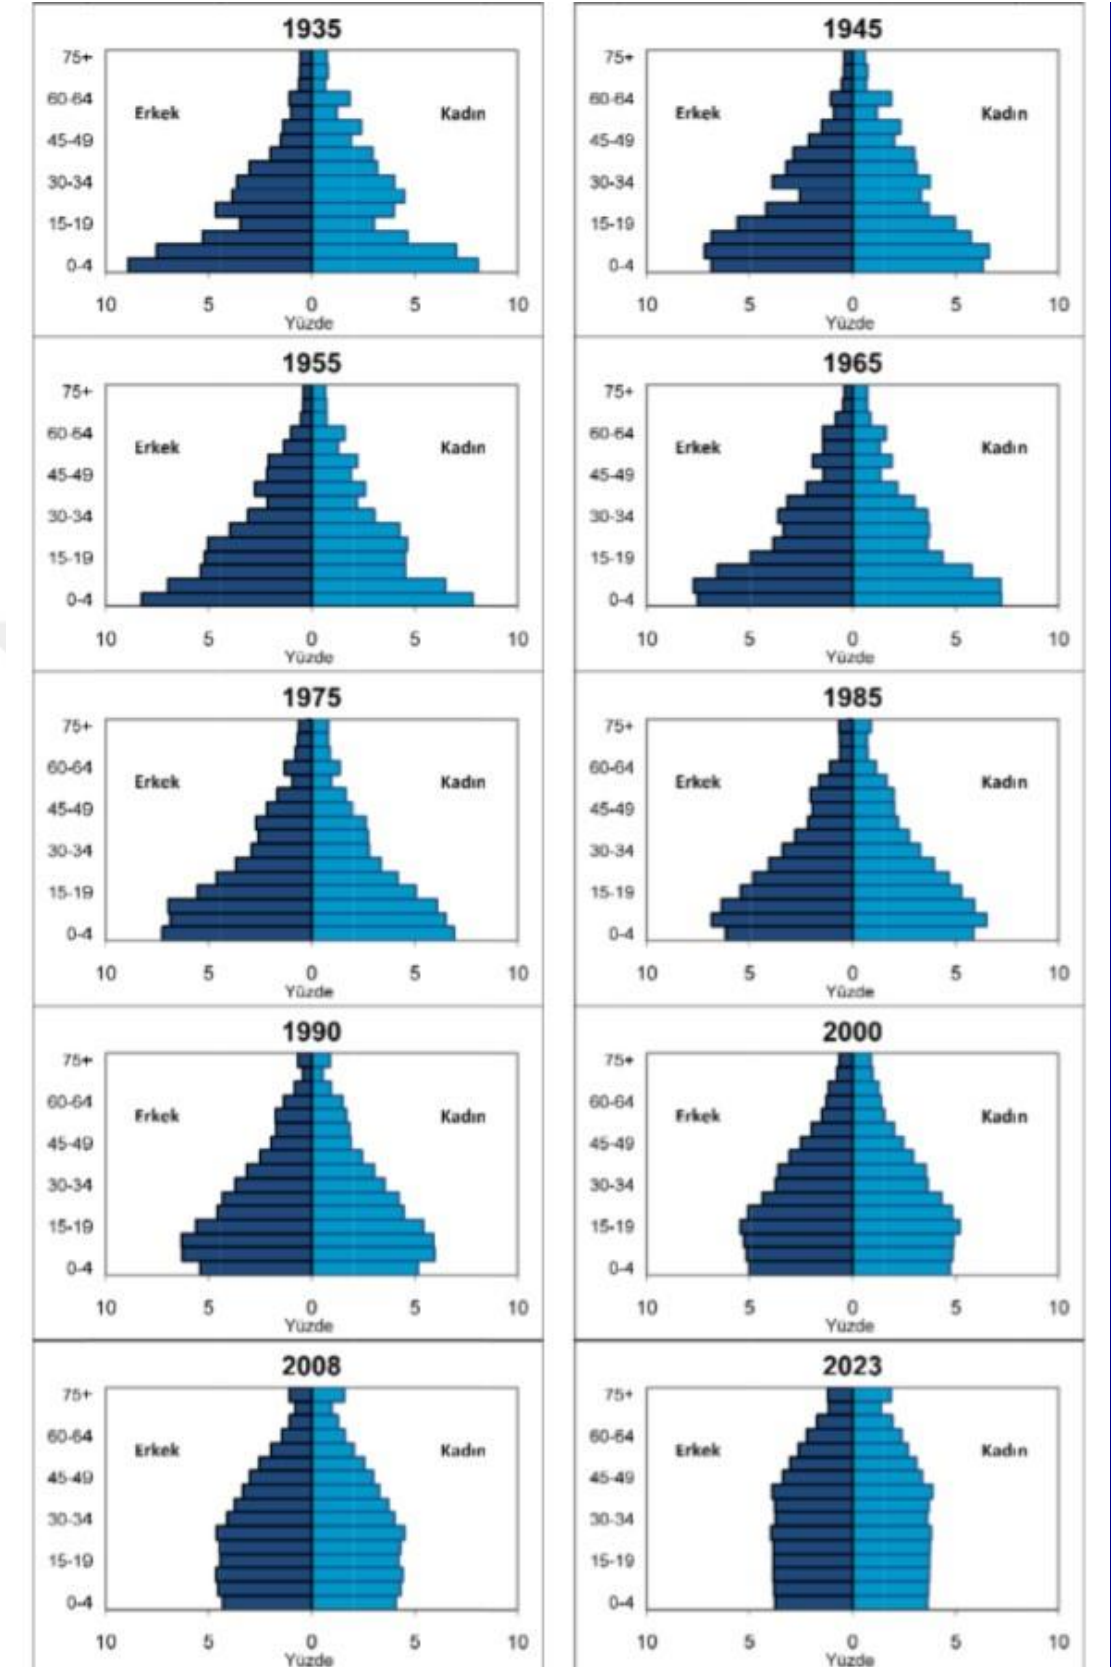 1935
75+
60-64
Erkek
Kadın
45-49
30-34
15-19
0-4
10 5 0 5 10
Yüzde
1945
75+
60-64
Erkek
Kadın
45-49
30-34
15-19
0-4
10 5 0 5 10
Yüzde
1955
75+
60-64
Erkek
Kadın
45-49
30-34
15-19
0-4
10 5 0 5 10
Yüzde
1965
75+
60-64
Erkek
Kadın
45-49
30-34
15-19
0-4
10 5 0 5 10
Yüzde
1975
75+
60-64
Erkek
Kadın
45-49
30-34
15-19
0-4
10 5 0 5 10
Yüzde
1985
75+
60-64
Erkek
Kadın
45-49
30-34
15-19
0-4
10 5 0 5 10
Yüzde
1990
75+
60-64
Erkek
Kadın
45-49
30-34
15-19
0-4
10 5 0 5 10
Yüzde
2000
75+
60-64
Erkek
Kadın
45-49
30-34
15-19
0-4
10 5 0 5 10
Yüzde
2008
75+
60-64
Erkek
Kadın
45-49
30-34
15-19
0-4
10 5 0 5 10
Yüzde
2023
75+
60-64
Erkek
Kadın
45-49
30-34
15-19
0-4
10 5 0 5 10
Yüzde